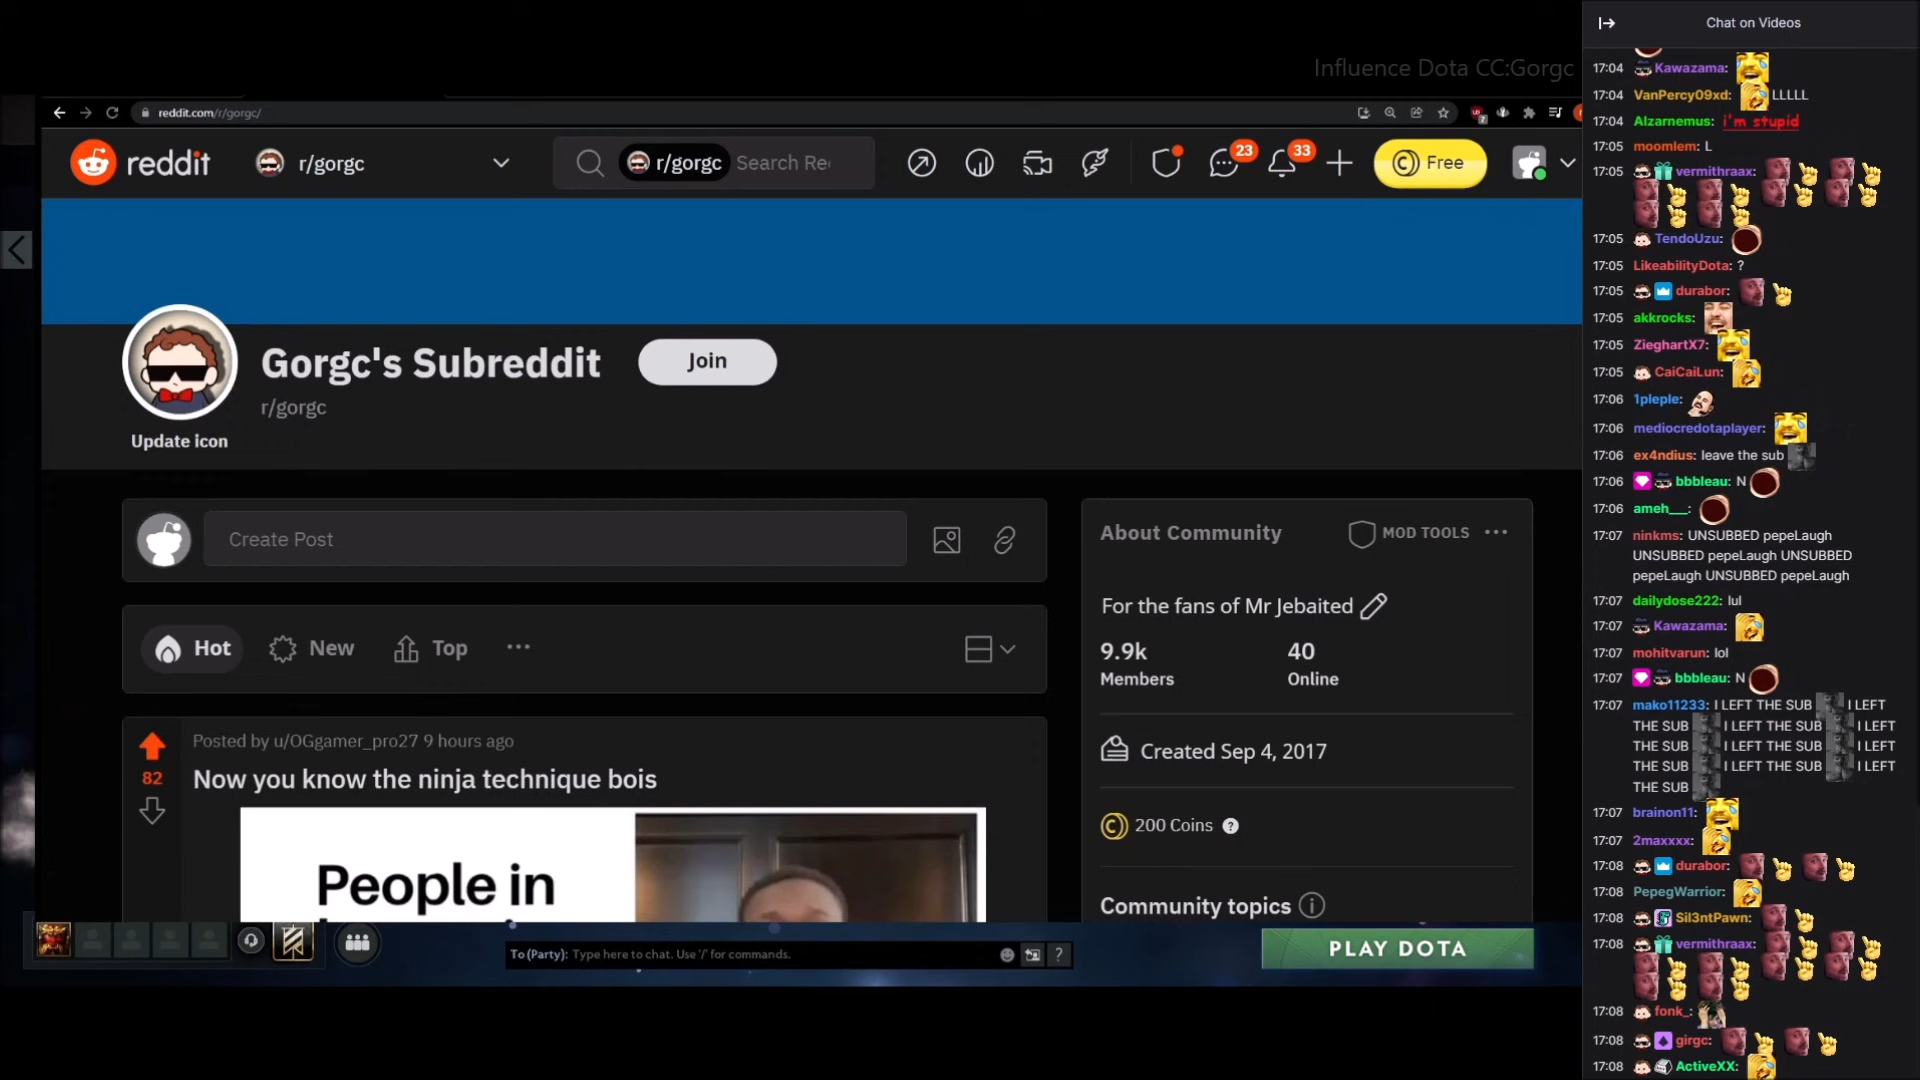 Influence Dota CC:Gorgc
reddit.com/r/gorgc/
reddit
r/gorgc
r/gorgc Search Re
23
33
Free
Gorgc's Subreddit
Join
r/gorgc
Update icon
Create Post
Hot
New
Top
Posted by u/OGgamer_pro27 9 hours ago
82
Now you know the ninja technique bois
People in
About Community
MOD TOOLS
For the fans of Mr Jebaited
9.9k
40
Members
Online
Created Sep 4, 2017
200 Coins ?
Community topics
To (Party): Type here to chat. Use '/' for commands.
?
PLAY DOTA
Chat on Videos
17:04 Kawazama:
17:04 VanPercy09xd: LLLLL
17:04 Alzarnemus: i'm stupid
17:05 moomlem: L
17:05 vermithraax:
17:05 TendoUzu:
17:05 LikeabilityDota: ?
17:05 durabor:
17:05 akkrocks:
17:05 ZieghartX7:
17:05 CaiCaiLun:
17:06 1pleple:
17:06 mediocredotaplayer:
17:06 ex4ndius: leave the sub
17:06 bbbleau: N
17:06 ameh__:
17:07 ninkms: UNSUBBED pepeLaugh
UNSUBBED pepeLaugh UNSUBBED
pepeLaugh UNSUBBED pepeLaugh
17:07 dailydose222: lul
17:07 Kawazama:
17:07 mohitvarun: lol
17:07 bbbleau: N
17:07 mako11233: I LEFT THE SUB I LEFT
THE SUB I LEFT THE SUB I LEFT
THE SUB I LEFT THE SUB I LEFT
THE SUB I LEFT THE SUB I LEFT
THE SUB
17:07 brainon11:
17:07 2maxxxx:
17:08 durabor:
17:08 PepegWarrior:
17:08 Sil3ntPawn:
17:08 vermithraax:
17:08 fonk_:
17:08 girgc:
17:08 ActiveXX: